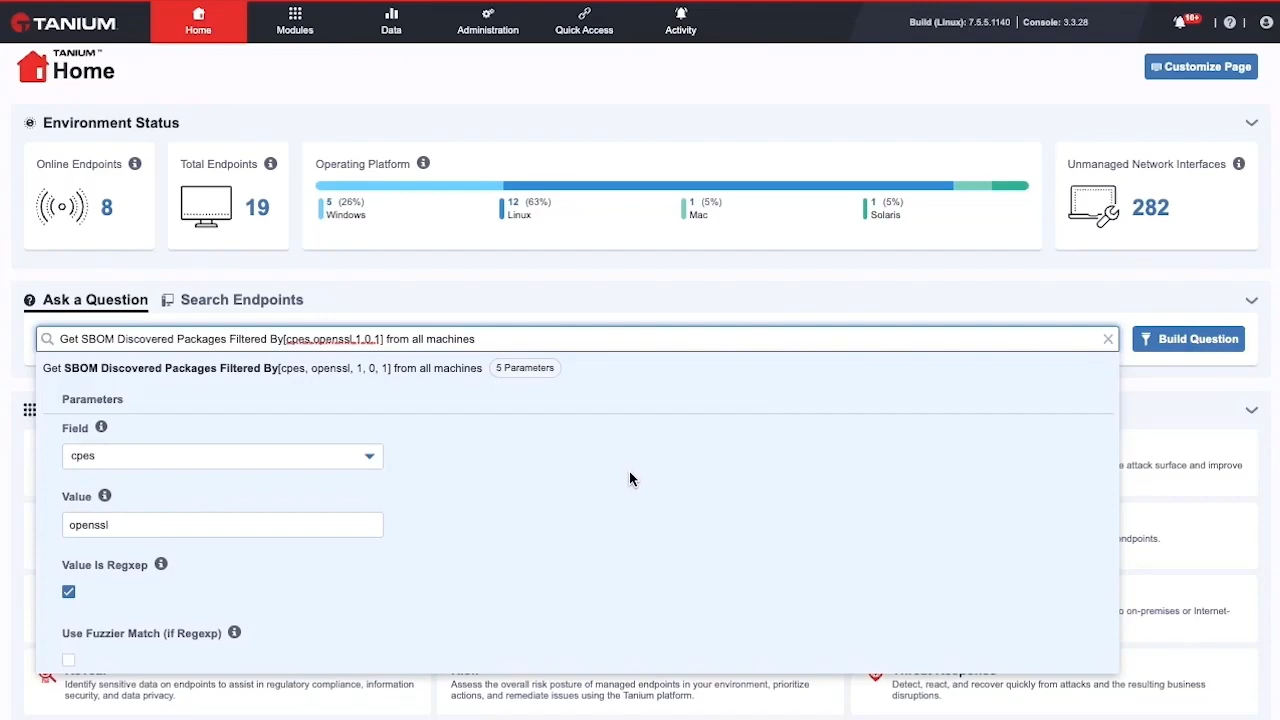 TANIUM
Home
Modules
Data
Administration
Quick Access
Activity
Build (Linux): 7.5.5.1140 | Console: 3.3.28
10+
TANIUM™
Home
Customize Page
Environment Status
Online Endpoints
8
Total Endpoints
19
Operating Platform
5 (26%)
Windows
12 (63%)
Linux
1 (5%)
Mac
1 (5%)
Solaris
Unmanaged Network Interfaces
282
Ask a Question
Search Endpoints
Get SBOM Discovered Packages Filtered By[cpes,openssl,1,0,1] from all machines
Build Question
Get SBOM Discovered Packages Filtered By[cpes, openssl, 1, 0, 1] from all machines
5 Parameters
Parameters
Field
cpes
e attack surface and improve
Value
openssl
endpoints.
Value Is Regxep
o on-premises or Internet-
Use Fuzzier Match (if Regexp)
Identify sensitive data on endpoints to assist in regulatory compliance, information
security, and data privacy.
Assess the overall risk posture of managed endpoints in your environment, prioritize
actions, and remediate issues using the Tanium platform.
Detect, react, and recover quickly from attacks and the resulting business
disruptions.